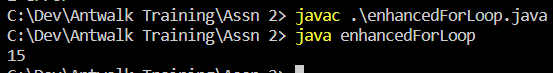 C:\Dev\Antwalk Training\Assn 2> javac .\enhancedForLoop.java
C:\Dev\Antwalk Training\Assn 2> java enhancedForLoop
15